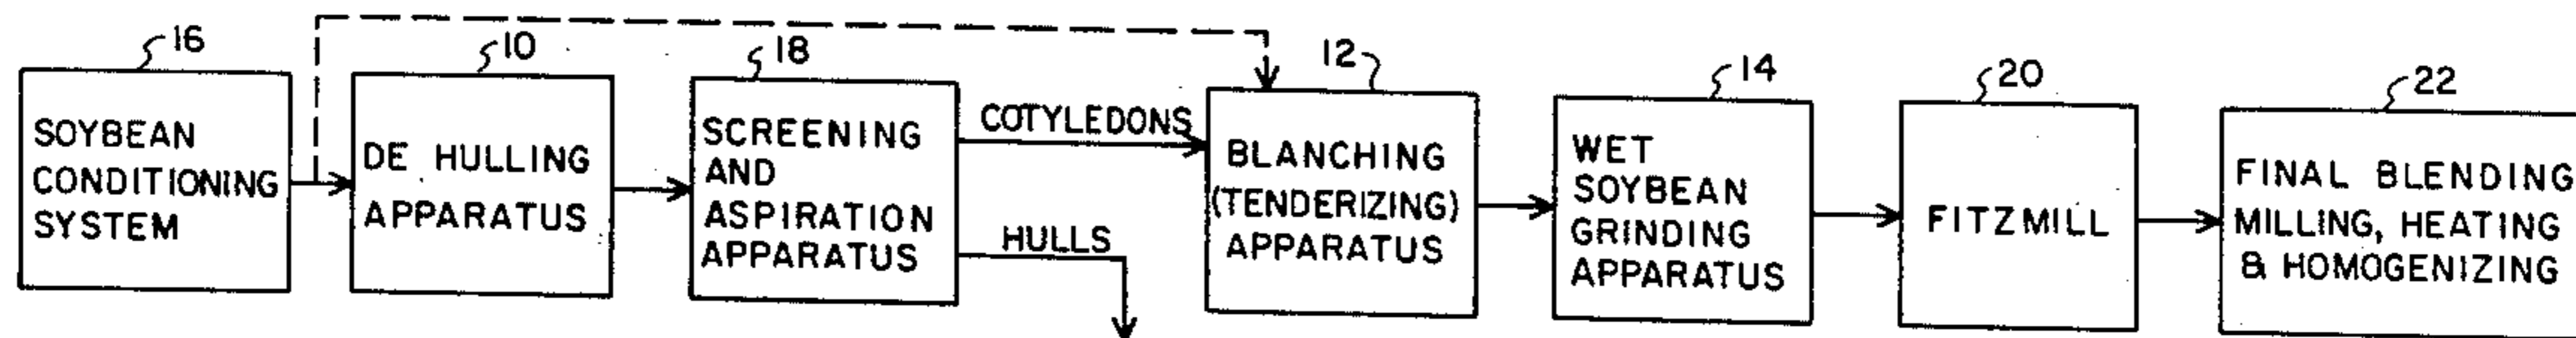 16
SOYBEAN
CONDITIONING
SYSTEM
10
DE HULLING
APPARATUS
18
SCREENING
AND
ASPIRATION
APPARATUS
COTYLEDONS
HULLS
12
BLANCHING
(TENDERIZING)
APPARATUS
14
WET
SOYBEAN
GRINDING
APPARATUS
20
FITZMILL
22
FINAL BLENDING
MILLING, HEATING
& HOMOGENIZING